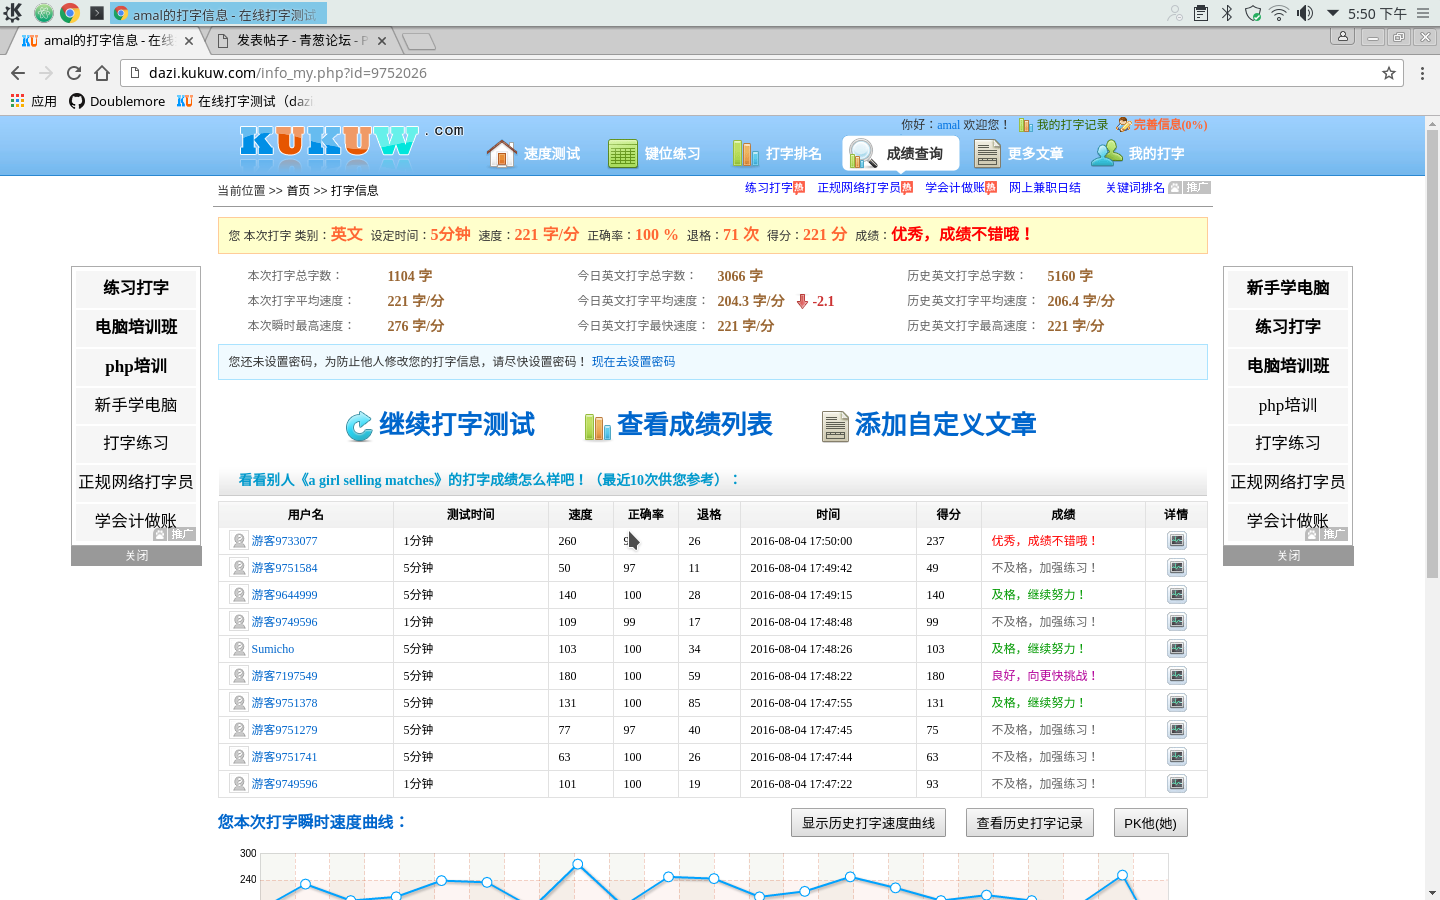 amal的打字信息 - 在线打字测试
5:50 下午
amal的打字信息 - 在线
发表帖子 - 青葱论坛 - P
dazi.kukuw.com/info_my.php?id=9752026
应用 Doublemore 在线打字测试（dazi
KUKUW.com
你好：amal 欢迎您！ 我的打字记录 完善信息(0%)
速度测试 键位练习 打字排名 成绩查询 更多文章 我的打字
当前位置 >> 首页 >> 打字信息
练习打字热 正规网络打字员热 学会计做账热 网上兼职日结 关键词排名 推广
您 本次打字 类别：英文 设定时间：5分钟 速度：221 字/分 正确率：100 % 退格：71 次 得分：221 分 成绩：优秀，成绩不错哦！
本次打字总字数： 1104 字 今日英文打字总字数： 3066 字 历史英文打字总字数： 5160 字
本次打字平均速度： 221 字/分 今日英文打字平均速度： 204.3 字/分 -2.1 历史英文打字平均速度： 206.4 字/分
本次瞬时最高速度： 276 字/分 今日英文打字最快速度： 221 字/分 历史英文打字最高速度： 221 字/分
您还未设置密码，为防止他人修改您的打字信息，请尽快设置密码！ 现在去设置密码
继续打字测试 查看成绩列表 添加自定义文章
看看别人《a girl selling matches》的打字成绩怎么样吧！（最近10次供您参考）：
用户名 测试时间 速度 正确率 退格 时间 得分 成绩 详情
游客9733077 1分钟 260 26 2016-08-04 17:50:00 237 优秀，成绩不错哦！
游客9751584 5分钟 50 97 11 2016-08-04 17:49:42 49 不及格，加强练习！
游客9644999 5分钟 140 100 28 2016-08-04 17:49:15 140 及格，继续努力！
游客9749596 1分钟 109 99 17 2016-08-04 17:48:48 99 不及格，加强练习！
Sumicho 5分钟 103 100 34 2016-08-04 17:48:26 103 及格，继续努力！
游客7197549 5分钟 180 100 59 2016-08-04 17:48:22 180 良好，向更快挑战！
游客9751378 5分钟 131 100 85 2016-08-04 17:47:55 131 及格，继续努力！
游客9751279 5分钟 77 97 40 2016-08-04 17:47:45 75 不及格，加强练习！
游客9751741 5分钟 63 100 26 2016-08-04 17:47:44 63 不及格，加强练习！
游客9749596 1分钟 101 100 19 2016-08-04 17:47:22 93 不及格，加强练习！
您本次打字瞬时速度曲线：
显示历史打字速度曲线 查看历史打字记录 PK他(她)
300
240
练习打字
电脑培训班
php培训
新手学电脑
打字练习
正规网络打字员
学会计做账
推广
关闭
新手学电脑
练习打字
电脑培训班
php培训
打字练习
正规网络打字员
学会计做账
推广
关闭